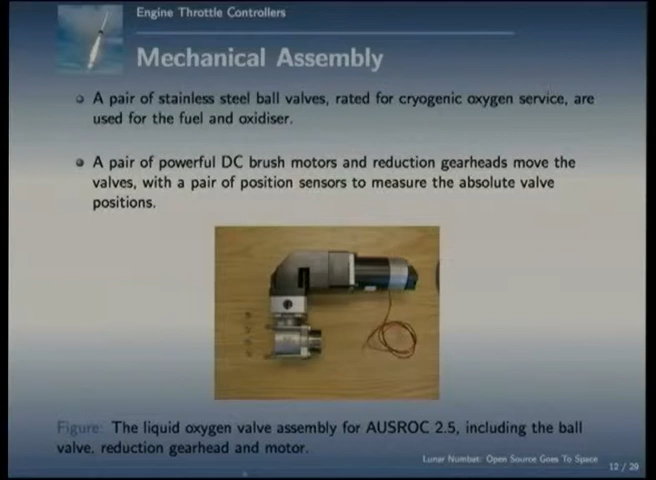 Engine Throttle Controllers
Mechanical Assembly
A pair of stainless steel ball valves, rated for cryogenic oxygen service, are
used for the fuel and oxidiser.
A pair of powerful DC brush motors and reduction gearheads move the
valves, with a pair of position sensors to measure the absolute valve
positions.
Figure: The liquid oxygen valve assembly for AUSROC 2.5, including the ball
valve, reduction gearhead and motor.
Lunar Numbat: Open Source Goes To Space
12 / 28